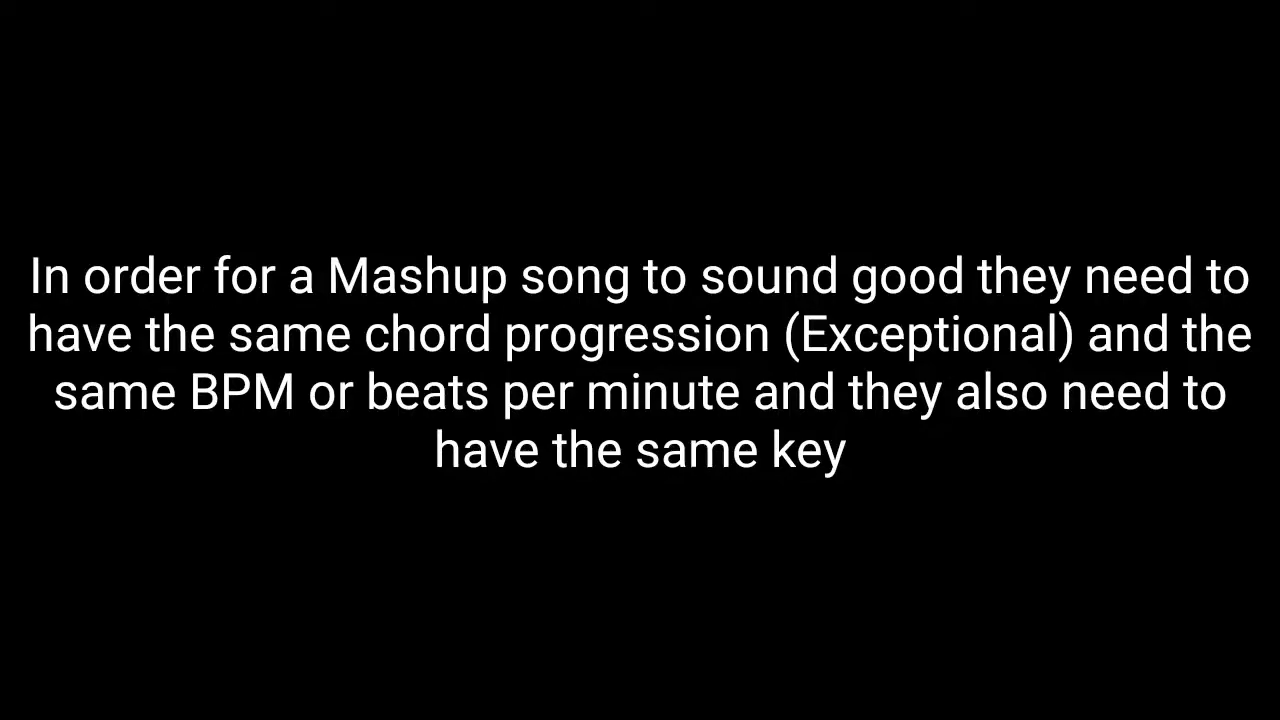 In order for a Mashup song to sound good they need to
have the same chord progression (Exceptional) and the
same BPM or beats per minute and they also need to
have the same key